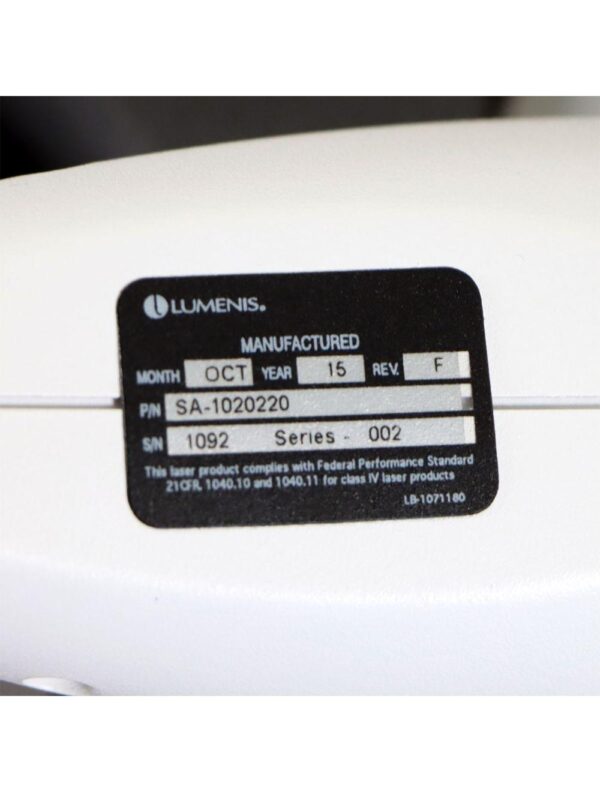 LUMENIS.
MANUFACTURED
MONTH OCT YEAR 15 REV. F
P/N SA-1020220
S/N 1092 Series - 002
This laser product complies with Federal Performance Standard
21CFR, 1040.10 and 1040.11 for class IV laser products
LB-1071180